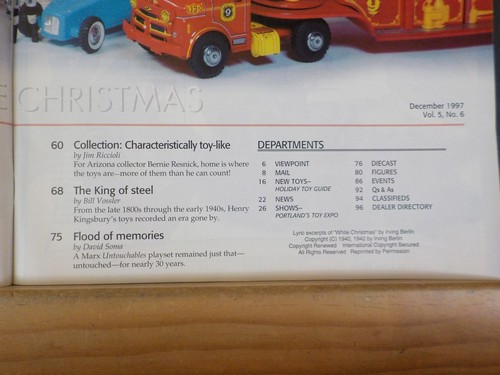 E CHRISTMAS
December 1997
Vol. 5, No. 6
60 Collection: Characteristically toy-like
by Jim Riccioli
For Arizona collector Bernie Resnick, home is where
the toys are--more of them than he can count!
68 The King of steel
by Bill Vossler
From the late 1800s through the early 1940s, Henry
Kingsbury's toys recorded an era gone by.
75 Flood of memories
by David Soma
A Marx Untouchables playset remained just that—
untouched—for nearly 30 years.
DEPARTMENTS
6 VIEWPOINT
8 MAIL
16 NEW TOYS–
HOLIDAY TOY GUIDE
22 NEWS
26 SHOWS–
PORTLAND'S TOY EXPO
76 DIECAST
80 FIGURES
86 EVENTS
92 Qs & As
94 CLASSIFIEDS
96 DEALER DIRECTORY
Lyric excerpts of "White Christmas" by Irving Berlin
Copyright (C) 1940, 1942 by Irving Berlin
Copyright Renewed International Copyright Secured
All Rights Reserved Reprinted by Permission
9